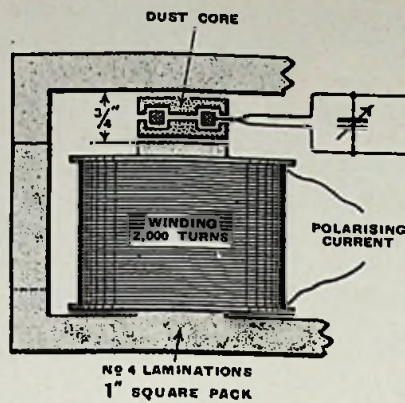 DUST CORE
3/4"
WINDING
2,000 TURNS
POLARISING
CURRENT
Nº 4 LAMINATIONS
1" SQUARE PACK